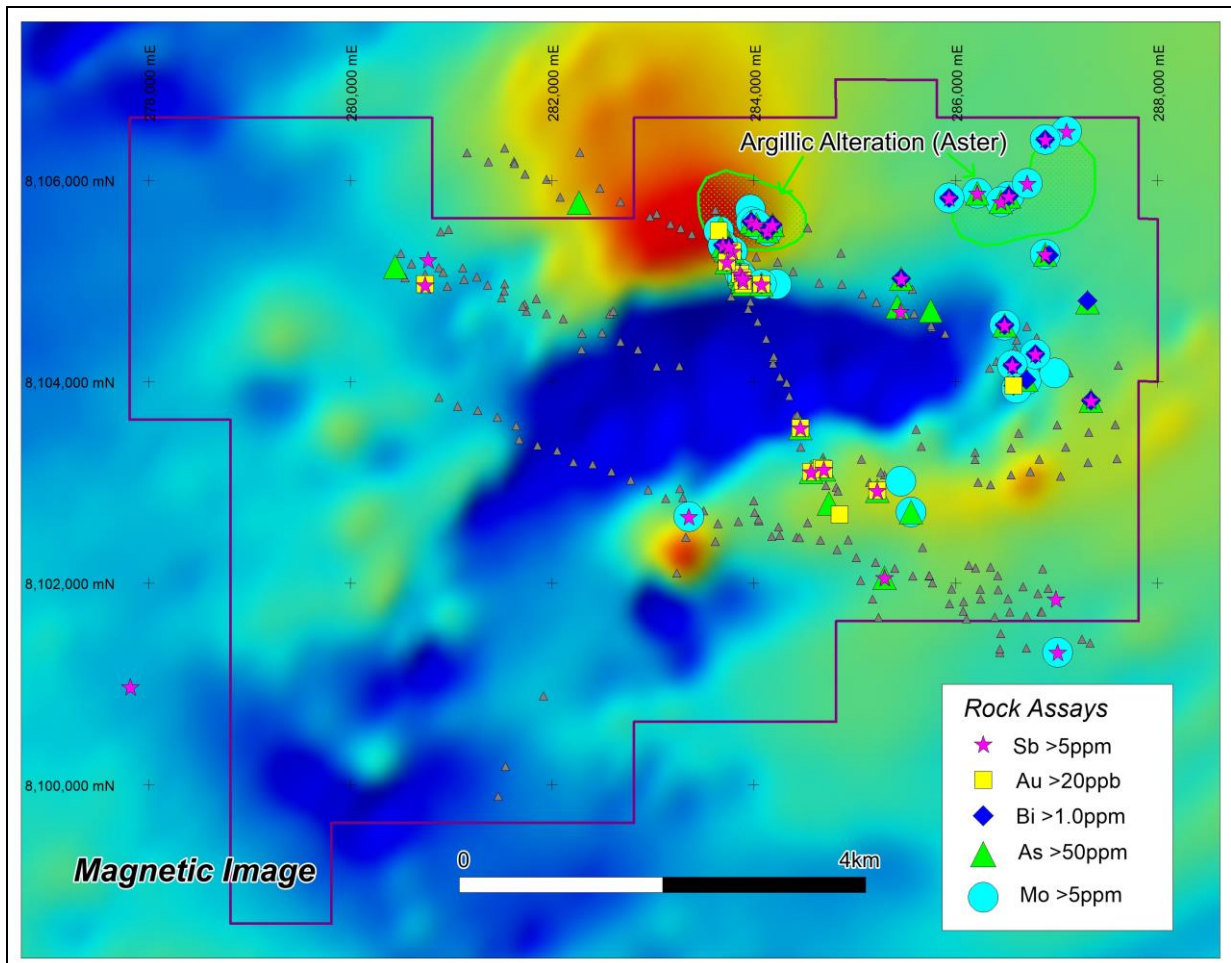 278,000 mE
280,000 mE
282,000 mE
284,000 mE
286,000 mE
288,000 mE
Argillic Alteration (Aster)
8,106,000 mN
8,104,000 mN
8,102,000 mN
8,100,000 mN
Rock Assays
Sb >5ppm
Au >20ppb
Bi >1.0ppm
As >50ppm
Mo >5ppm
Magnetic Image
0
4km